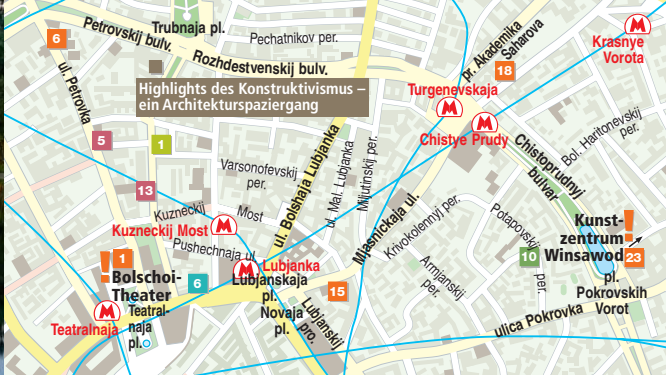 6
Trubnaja pl.
Petrovskij bulv.
Pechatnikov per.
Rozhdestvenskij bulv.
ul. Petrovka
Highlights des Konstruktivismus –
ein Architekturspaziergang
pr. Akademika
Saharova
18
M
Krasnye
Vorota
Turgenevskaja
M
M
Chistye Prudy
Bol. Haritonevskij
per.
Chistoprudnyj
bulvar
5
1
13
Varsonofevskij
per.
ul. Bolshaja Lubjanka
ul. Mal. Lubjanka
Miljutinskij per.
Mjasnickaja ul.
Krivokolennyj per.
Armjanskij
per.
Potapovskij
per.
Kuzneckij
Most
Kuzneckij Most
M
Pushechnaja ul.
M
Lubjanka
Lubjanskaja
pl.
Novaja
pl.
Lubjanskij
pro.
15
!
1
Bolschoi-
Theater
6
Teatralnaja
M
Teatral-
naja
pl.
Kunst-
zentrum
Winsawod
!
23
10
pl.
Pokrovskih
Vorot
ulica Pokrovka